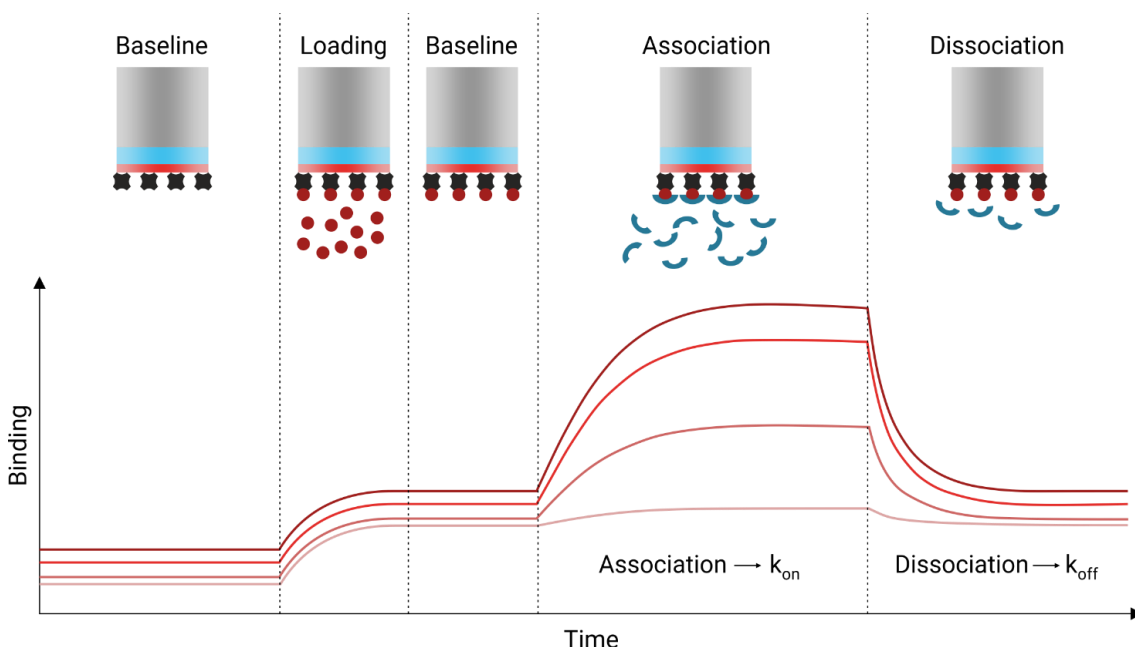 Baseline
Loading
Baseline
Association
Dissociation
Binding
Association → kon
Dissociation → koff
Time